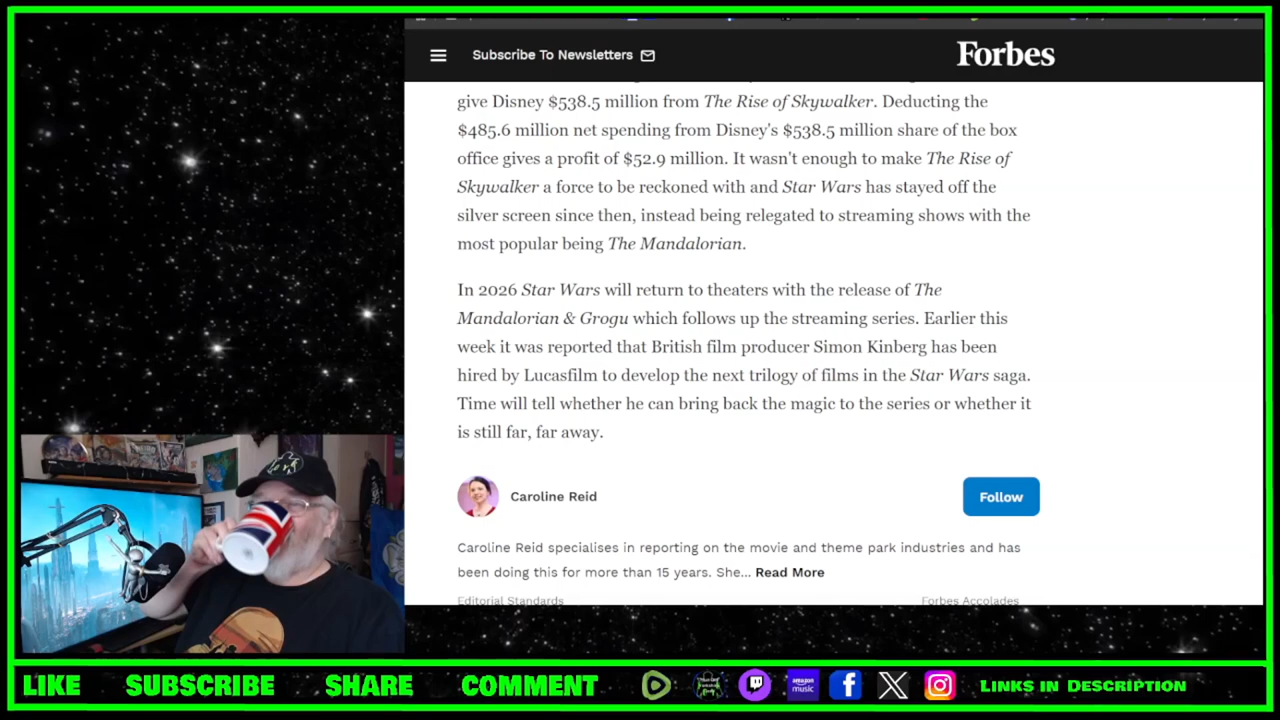 Subscribe To Newsletters
Forbes
give Disney $538.5 million from The Rise of Skywalker. Deducting the
$485.6 million net spending from Disney's $538.5 million share of the box
office gives a profit of $52.9 million. It wasn't enough to make The Rise of
Skywalker a force to be reckoned with and Star Wars has stayed off the
silver screen since then, instead being relegated to streaming shows with the
most popular being The Mandalorian.
In 2026 Star Wars will return to theaters with the release of The
Mandalorian & Grogu which follows up the streaming series. Earlier this
week it was reported that British film producer Simon Kinberg has been
hired by Lucasfilm to develop the next trilogy of films in the Star Wars saga.
Time will tell whether he can bring back the magic to the series or whether it
is still far, far away.
Caroline Reid
Follow
Caroline Reid specialises in reporting on the movie and theme park industries and has
been doing this for more than 15 years. She... Read More
Editorial Standards
Forbes Accolades
LIKE SUBSCRIBE SHARE COMMENT amazon music Links in Description